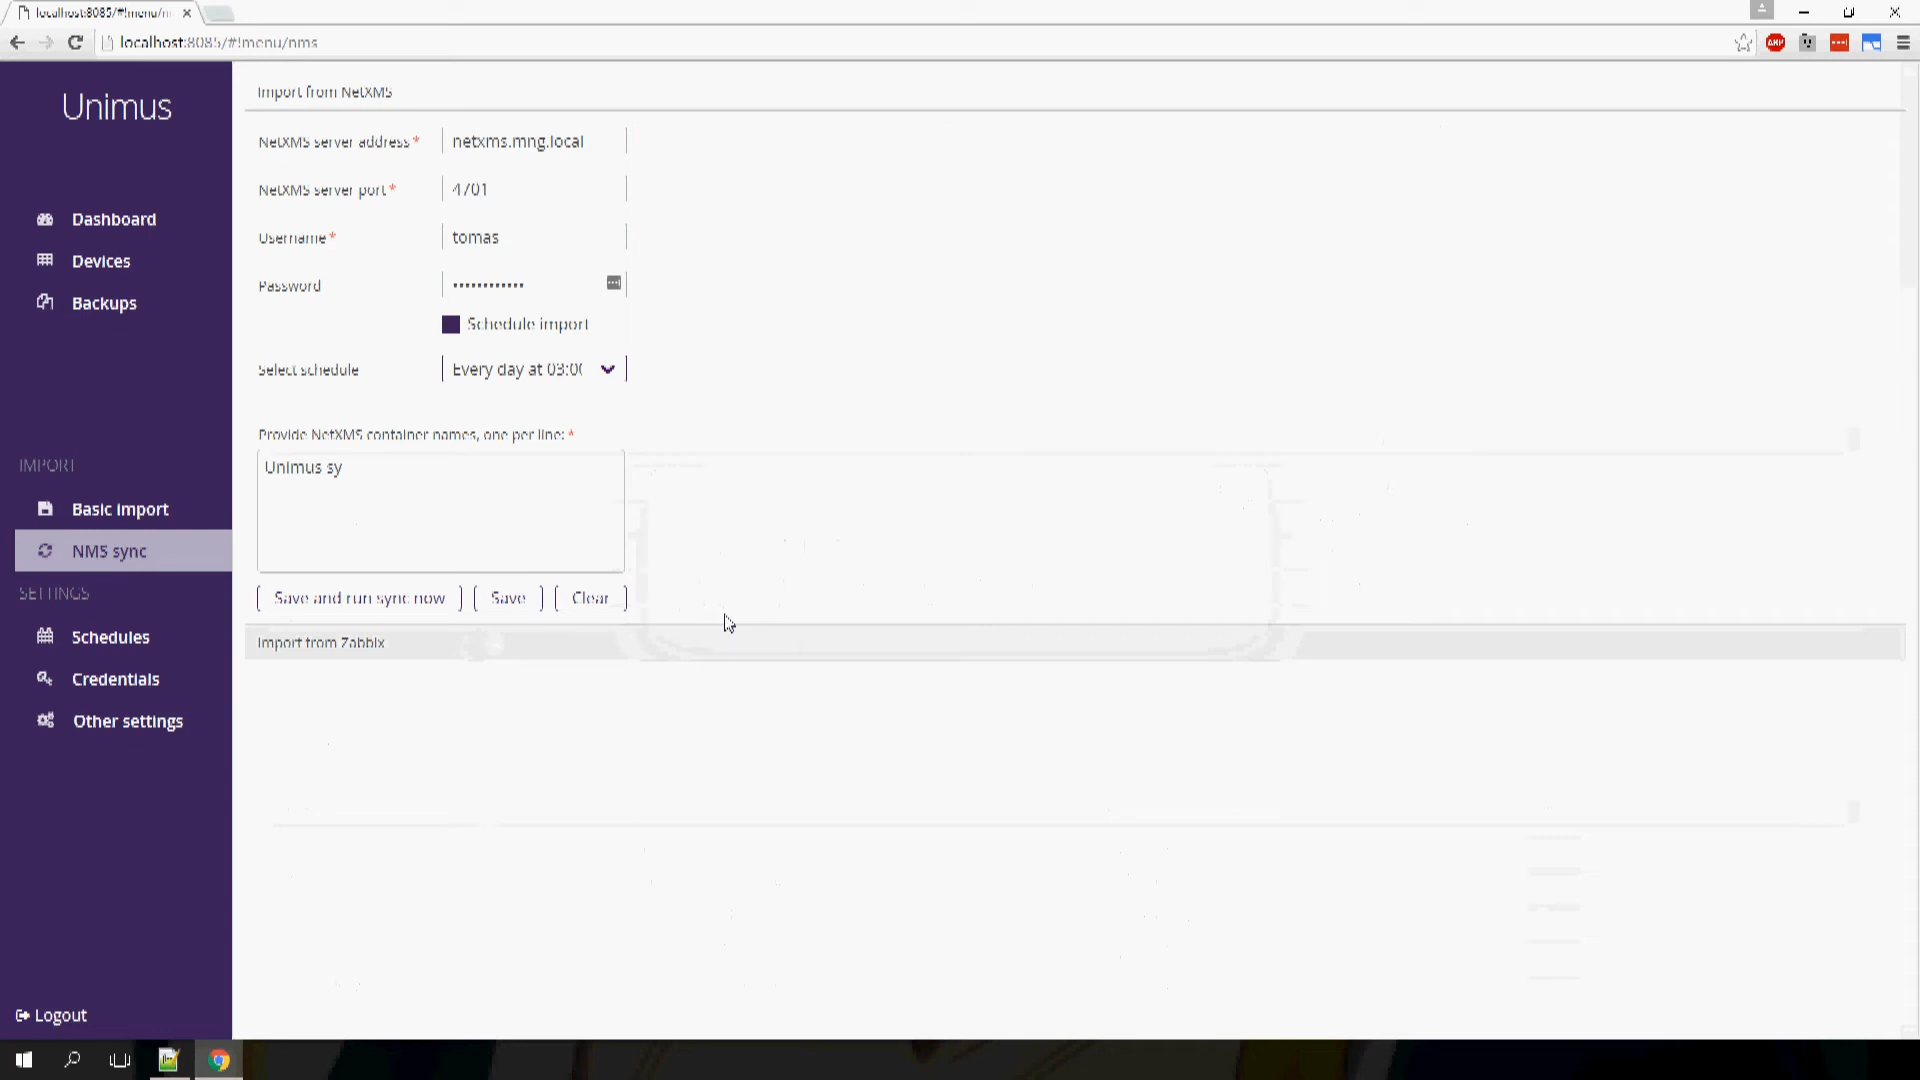 localhost:8085/#!menu/n
localhost:8085/#!menu/nms
ABP
Unimus
Dashboard
Devices
Backups
IMPORT
Basic import
NMS sync
SETTINGS
Schedules
Credentials
Other settings
Logout
Import from NetXMS
NetXMS server address *
netxms.mng.local
NetXMS server port *
4701
Username *
tomas
Password
••••••••••••
Schedule import
Select schedule
Every day at 03:00
Provide NetXMS container names, one per line: *
Unimus sy
Save and run sync now
Save
Clear
Import from Zabbix